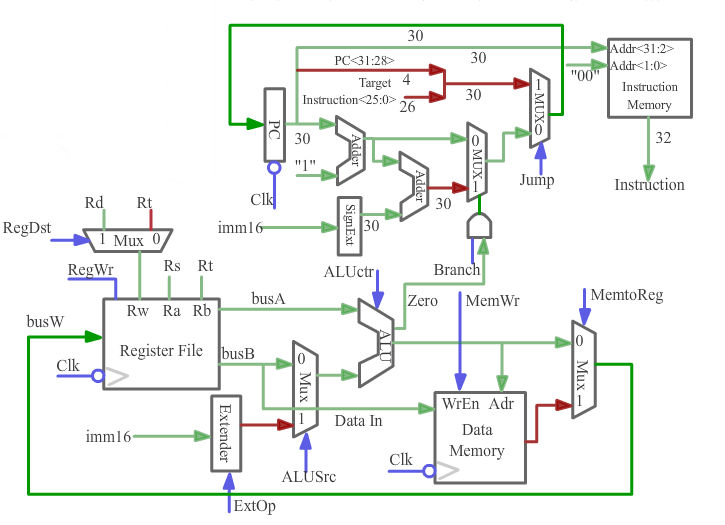 30
PC<31:28>
30
Addr<31:2>
Addr<1:0>
"00"
Target
4
Instruction<25:0>
26
30
1
MUX
0
Instruction
Memory
PC
30
Adder
"1"
Adder
0
MUX
1
32
Clk
30
Jump
Instruction
imm16
SignExt
30
Rd
Rt
RegDst
1 Mux 0
Branch
RegWr
Rs
Rt
ALUctr
Zero
MemWr
MemtoReg
busW
Rw
Ra
Rb
busA
ALU
Register File
busB
0
Mux
1
0
Mux
1
Clk
Data In
WrEn Adr
Data
Memory
imm16
Extender
Clk
ALUSrc
ExtOp